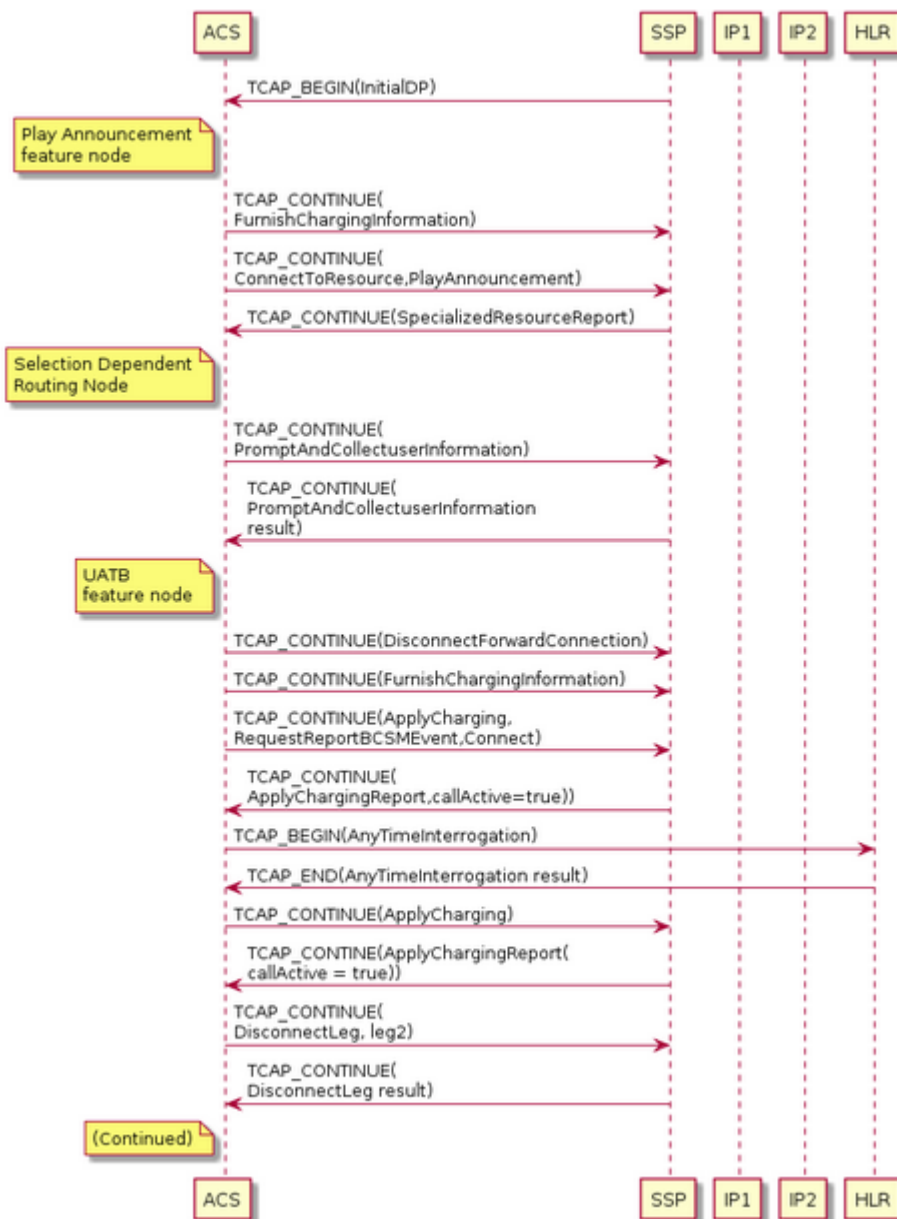 ACS SSP IP1 IP2 HLR
TCAP_BEGIN(InitialDP)
Play Announcement
feature node
TCAP_CONTINUE(
FurnishChargingInformation)
TCAP_CONTINUE(
ConnectToResource,PlayAnnouncement)
TCAP_CONTINUE(SpecializedResourceReport)
Selection Dependent
Routing Node
TCAP_CONTINUE(
PromptAndCollectuserInformation)
TCAP_CONTINUE(
PromptAndCollectuserInformation
result)
UATB
feature node
TCAP_CONTINUE(DisconnectForwardConnection)
TCAP_CONTINUE(FurnishChargingInformation)
TCAP_CONTINUE(ApplyCharging,
RequestReportBCSMEvent,Connect)
TCAP_CONTINUE(
ApplyChargingReport,callActive=true))
TCAP_BEGIN(AnyTimeInterrogation)
TCAP_END(AnyTimeInterrogation result)
TCAP_CONTINUE(ApplyCharging)
TCAP_CONTINE(ApplyChargingReport(
callActive = true))
TCAP_CONTINUE(
DisconnectLeg, leg2)
TCAP_CONTINUE(
DisconnectLeg result)
(Continued)
ACS SSP IP1 IP2 HLR